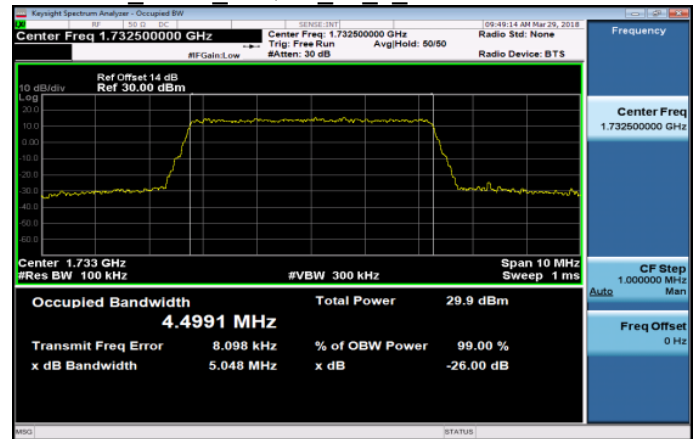 Keysight Spectrum Analyzer - Occupied BW
RF 50 Ω DC SENSE:INT 09:49:14 AM Mar 29, 2018
Center Freq 1.732500000 GHz
Center Freq: 1.732500000 GHz
Radio Std: None
Trig: Free Run Avg|Hold: 50/50
#IFGain:Low #Atten: 30 dB
Radio Device: BTS
Frequency
Ref Offset 14 dB
10 dB/div Ref 30.00 dBm
Log
20.0
10.0
0.00
-10.0
-20.0
-30.0
-40.0
-50.0
-60.0
Center 1.733 GHz Span 10 MHz
#Res BW 100 kHz #VBW 300 kHz Sweep 1 ms
Occupied Bandwidth Total Power 29.9 dBm
4.4991 MHz
Transmit Freq Error 8.098 kHz % of OBW Power 99.00 %
x dB Bandwidth 5.048 MHz x dB -26.00 dB
Center Freq
1.732500000 GHz
CF Step
1.000000 MHz
Auto Man
Freq Offset
0 Hz
MSG STATUS